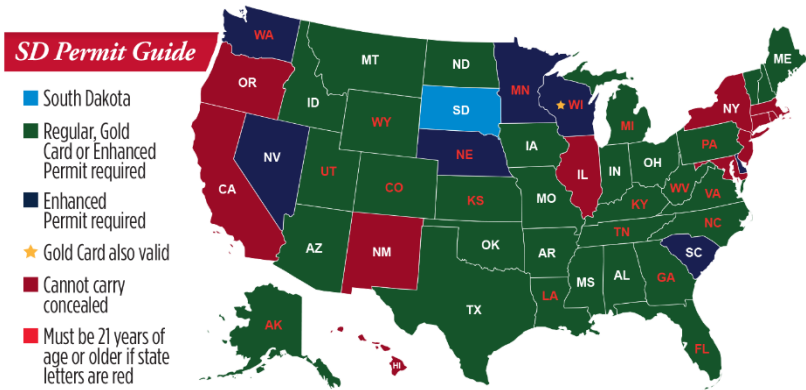 SD Permit Guide
South Dakota
Regular, Gold
Card or Enhanced
Permit required
Enhanced
Permit required
Gold Card also valid
Cannot carry
concealed
Must be 21 years of
age or older if state
letters are red
WA
OR
CA
NV
ID
MT
WY
UT
AZ
CO
NM
ND
SD
NE
KS
OK
TX
MN
IA
MO
AR
LA
WI
IL
MI
IN
OH
KY
TN
MS
AL
GA
FL
SC
NC
VA
WV
PA
NY
ME
AK
HI